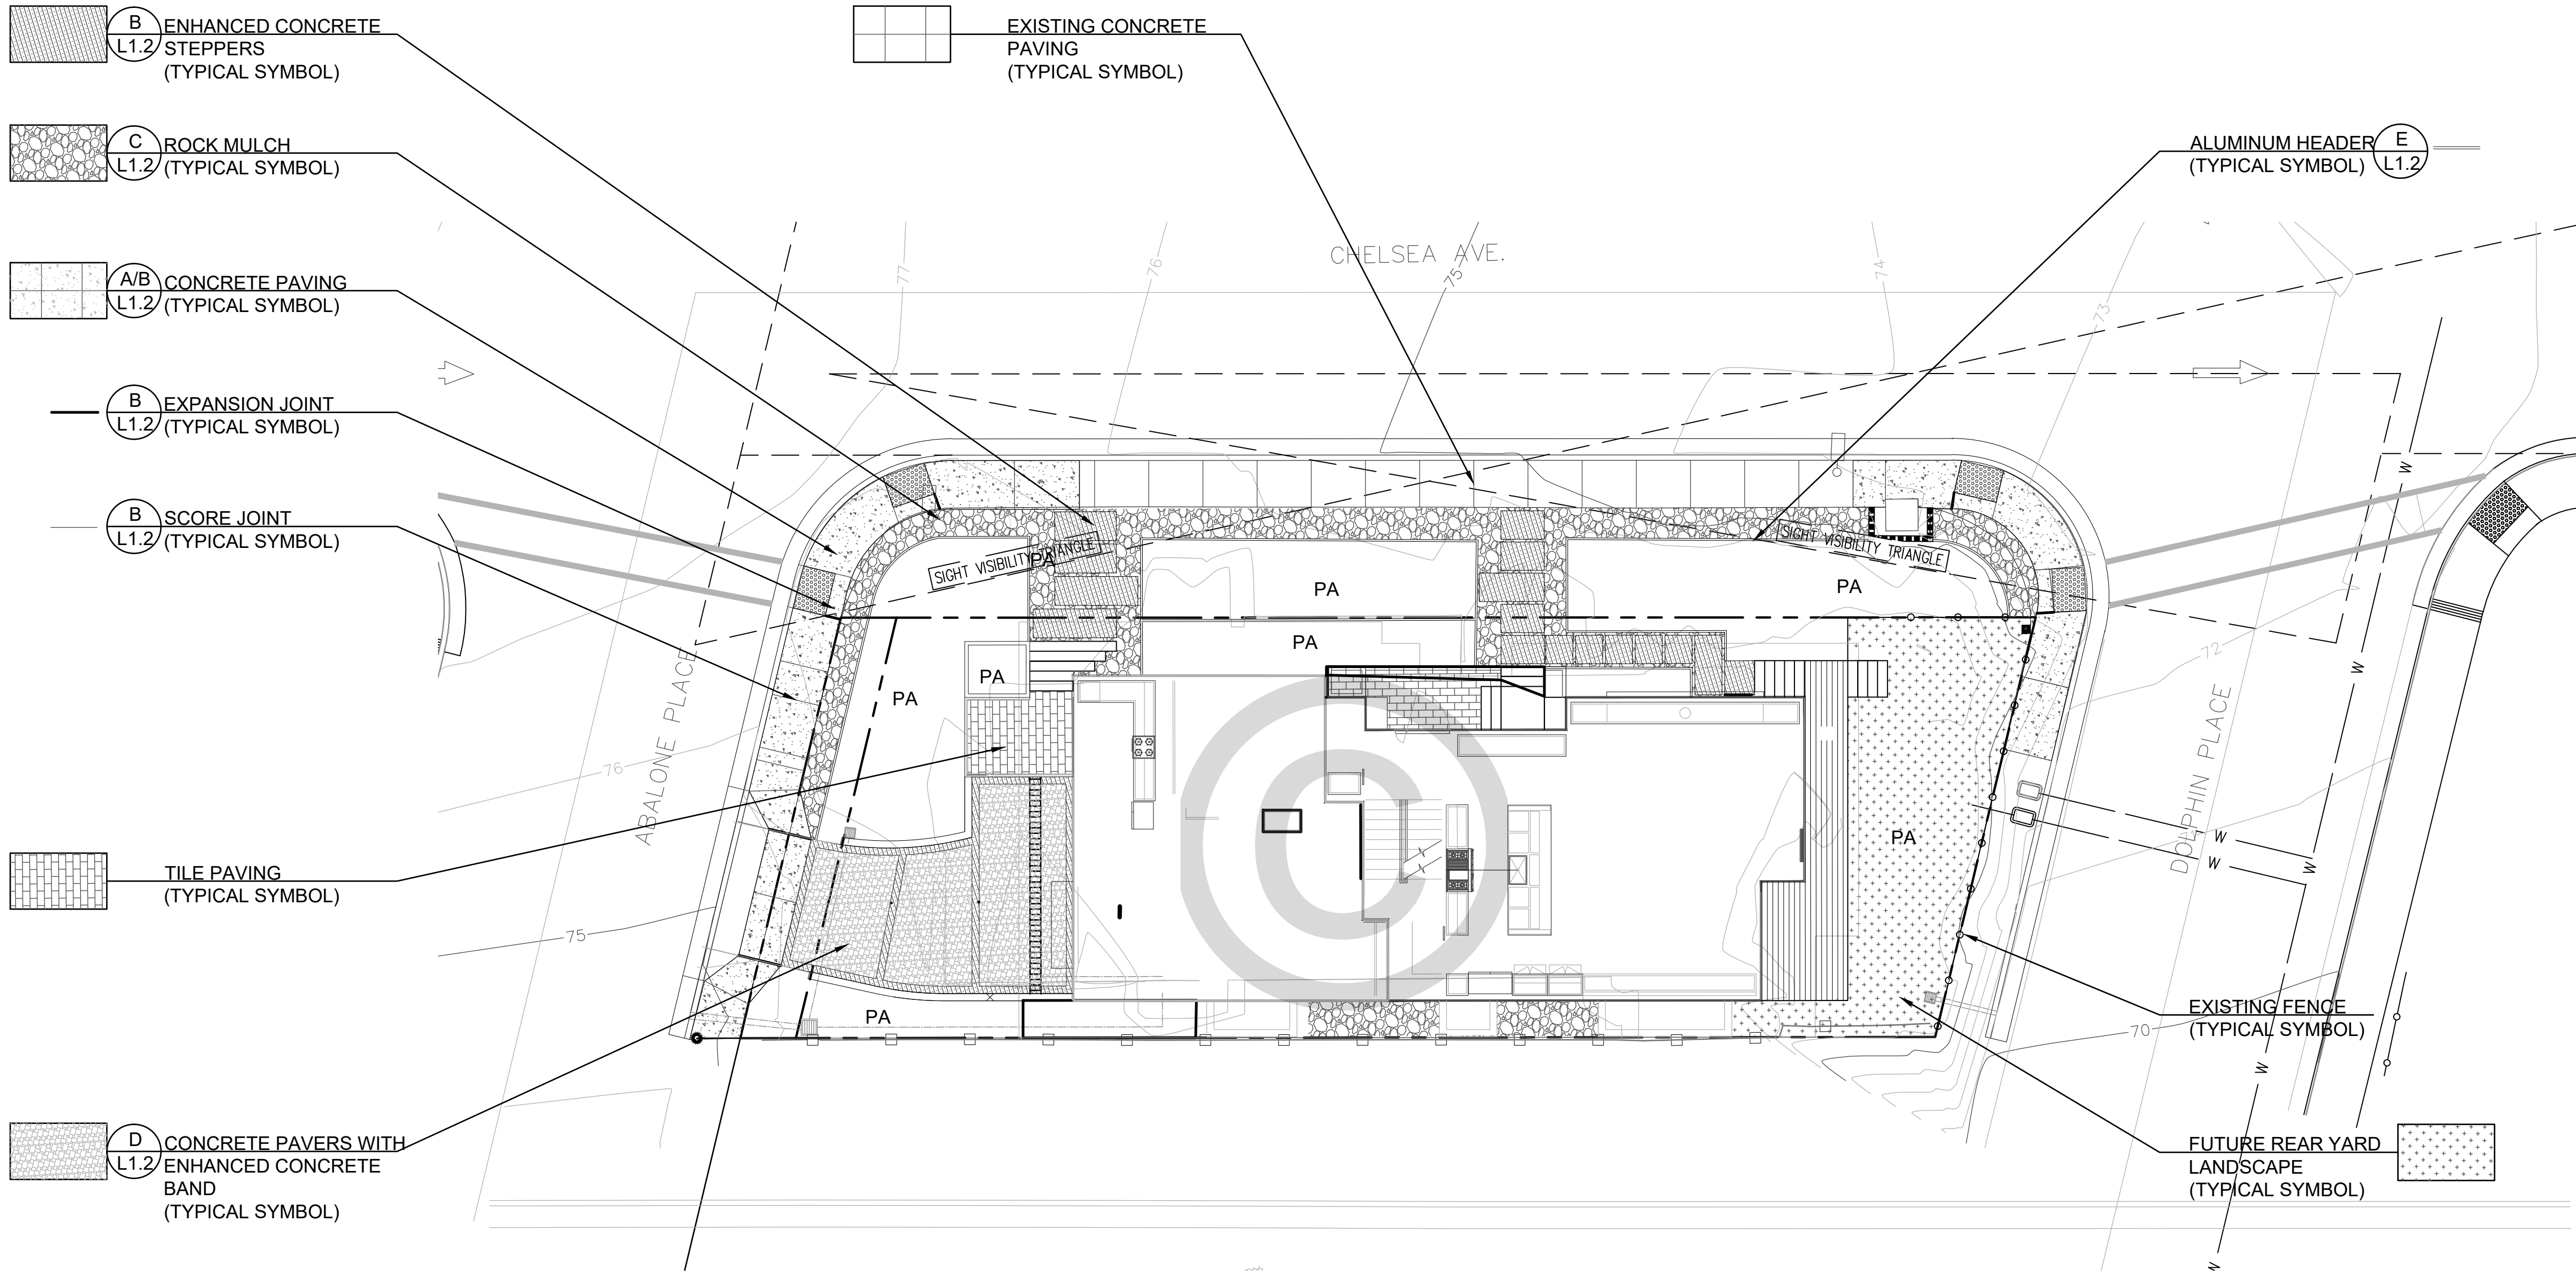 B
L1.2
ENHANCED CONCRETE
STEPPERS
(TYPICAL SYMBOL)
EXISTING CONCRETE
PAVING
(TYPICAL SYMBOL)
C
L1.2
ROCK MULCH
(TYPICAL SYMBOL)
ALUMINUM HEADER
(TYPICAL SYMBOL)
E
L1.2
A/B
L1.2
CONCRETE PAVING
(TYPICAL SYMBOL)
B
L1.2
EXPANSION JOINT
(TYPICAL SYMBOL)
B
L1.2
SCORE JOINT
(TYPICAL SYMBOL)
CHELSEA AVE.
77
76
75
74
73
SIGHT VISIBILITY TRIANGLE
SIGHT VISIBILITY TRIANGLE
PA
PA
PA
PA
PA
PA
PA
PA
PA
ABALONE PLACE
DOLPHIN PLACE
76
75
72
70
W
W
W
W
W
W
W
W
©
TILE PAVING
(TYPICAL SYMBOL)
EXISTING FENCE
(TYPICAL SYMBOL)
D
L1.2
CONCRETE PAVERS WITH
ENHANCED CONCRETE
BAND
(TYPICAL SYMBOL)
FUTURE REAR YARD
LANDSCAPE
(TYPICAL SYMBOL)